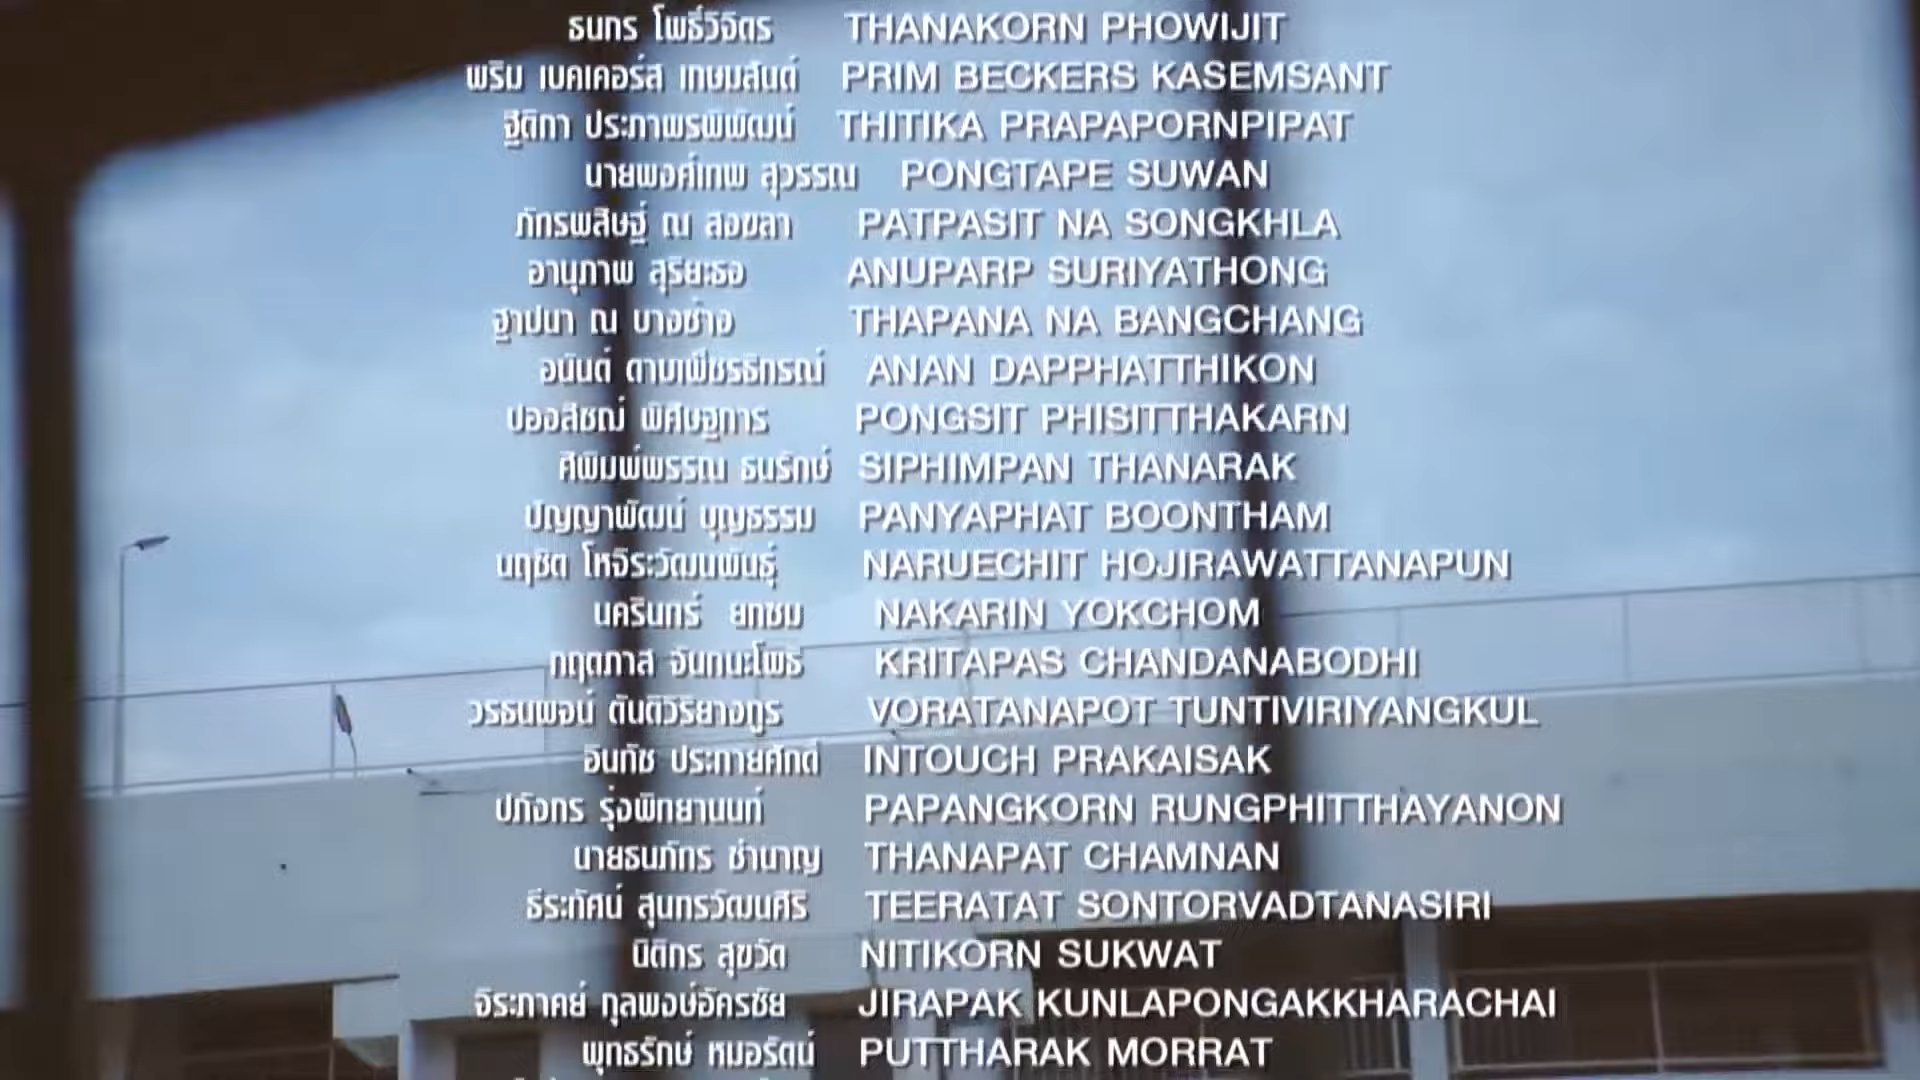 ธนกร โพธิ์วิจิตร THANAKORN PHOWIJIT
พริม เบคเคอร์ส เกษมสันต์ PRIM BECKERS KASEMSANT
ฐิติกา ประภาพรพิพัฒน์ THITIKA PRAPAPORNPIPAT
นายพงศ์เทพ สุวรรณ PONGTAPE SUWAN
ภัทรพสิษฐ์ ณ สงขลา PATPASIT NA SONGKHLA
อานุภาพ สุริยะธง ANUPARP SURIYATHONG
ฐาปนา ณ บางช้าง THAPANA NA BANGCHANG
อนันต์ ดาบเพ็ชรธิกรณ์ ANAN DAPPHATTHIKON
ปองสิชฌ์ พิศิษฐการ PONGSIT PHISITTHAKARN
ศิพิมพ์พรรณ ธนรักษ์ SIPHIMPAN THANARAK
ปัญญาพัฒน์ บุญธรรม PANYAPHAT BOONTHAM
นฤชิต โหจิระวัฒนพันธุ์ NARUECHIT HOJIRAWATTANAPUN
นครินทร์ ยกชม NAKARIN YOKCHOM
กฤตภาส จันทนะโพธิ KRITAPAS CHANDANABODHI
วรธนพจน์ ตันติวิริยางกูร VORATANAPOT TUNTIVIRIYANGKUL
อินทัช ประกายศักดิ์ INTOUCH PRAKAISAK
ปภังกร รุ่งพิทยานนท์ PAPANGKORN RUNGPHITTHAYANON
นายธนภัทร ชำนาญ THANAPAT CHAMNAN
ธีระทัศน์ สุนทรวัฒนศิริ TEERATAT SONTORVADTANASIRI
นิติกร สุขวัต NITIKORN SUKWAT
จิระภาคย์ กุลพงษ์อัครชัย JIRAPAK KUNLAPONGAKKHARACHAI
พุทธรักษ์ หมอรัตน์ PUTTHARAK MORRAT